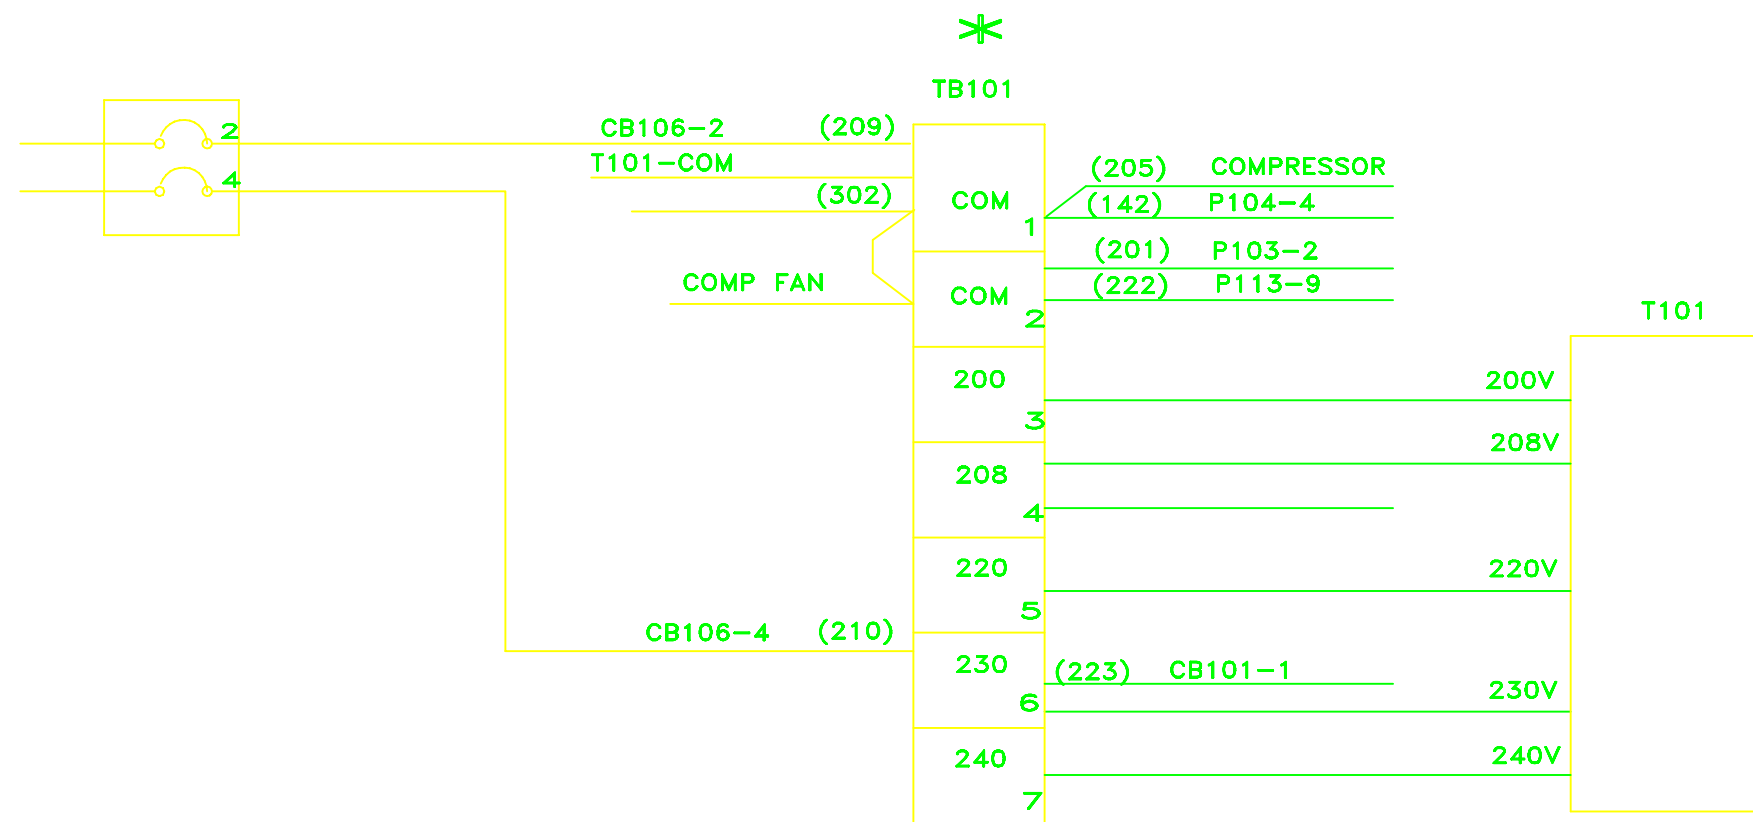 *
TB101
2
CB106-2 (209)
T101-COM
4
(302)
COM
1
(205) COMPRESSOR
(142) P104-4
(201) P103-2
(222) P113-9
COMP FAN
COM
2
T101
200
3
200V
208V
208
4
220
5
220V
CB106-4 (210)
230
6
(223) CB101-1
230V
240
7
240V